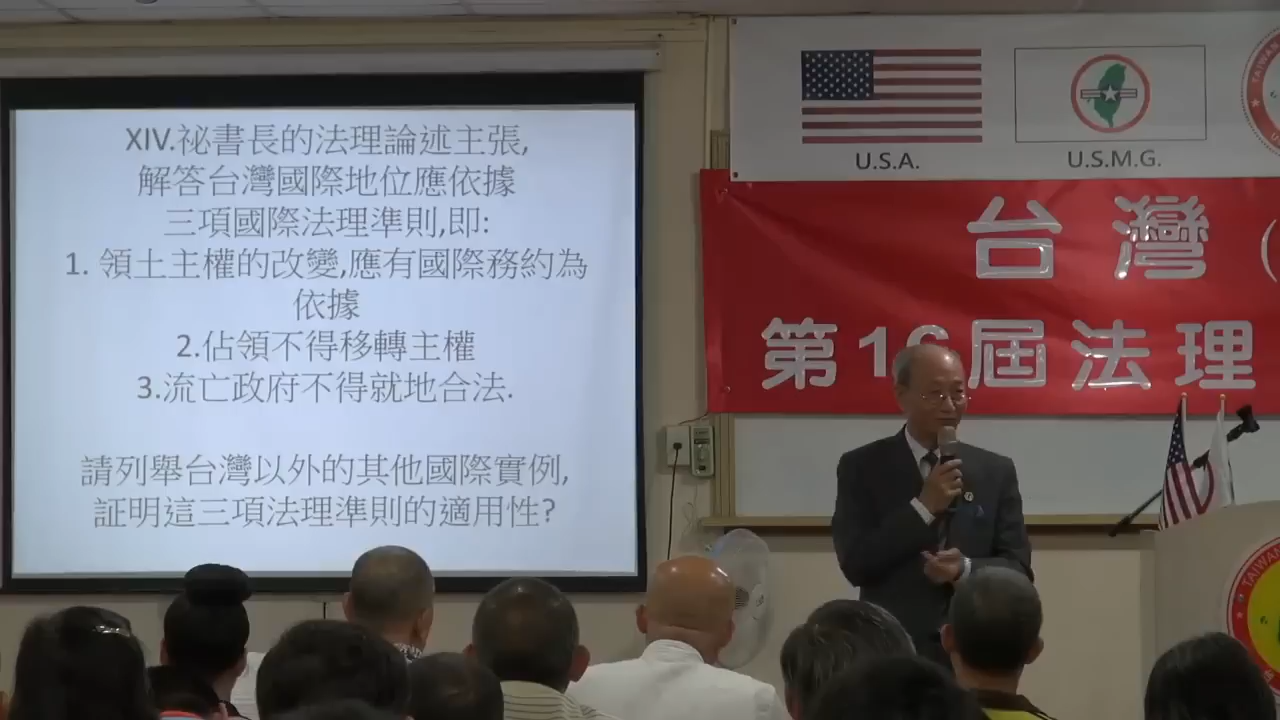 XIV.祕書長的法理論述主張,
解答台灣國際地位應依據
三項國際法理準則,即:
1. 領土主權的改變,應有國際務約為
依據
2.佔領不得移轉主權
3.流亡政府不得就地合法.
請列舉台灣以外的其他國際實例,
証明這三項法理準則的適用性?
U.S.A.
U.S.M.G.
台灣(
第16屆法理
TAIWAN
TAIWAN